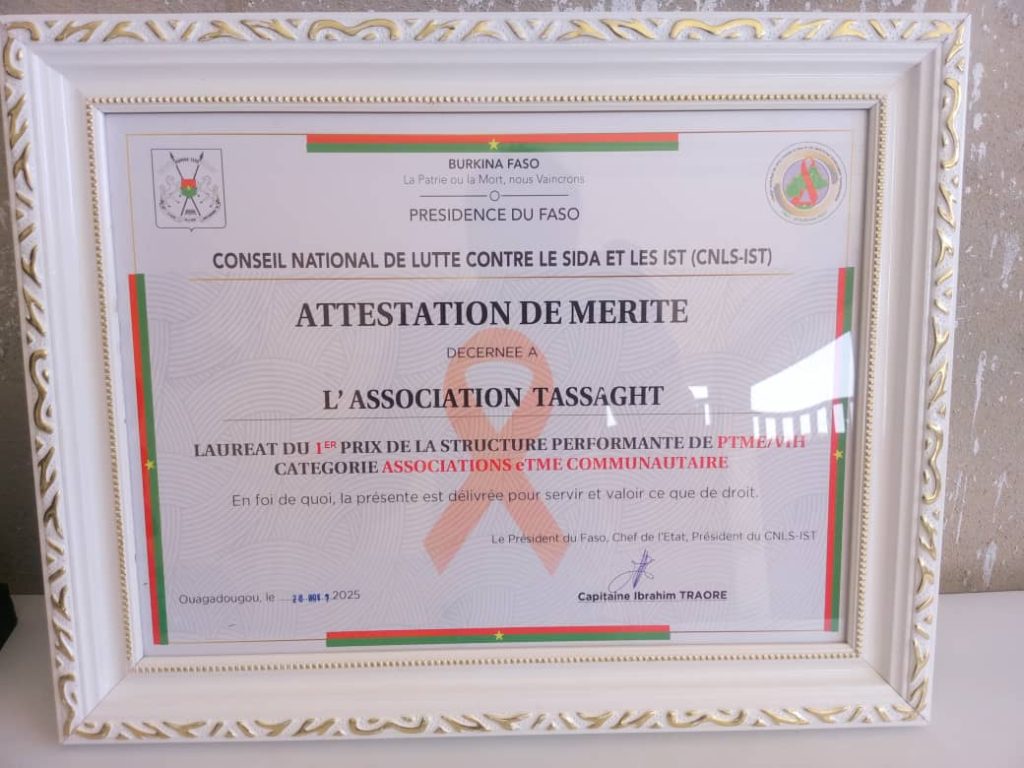 BURKINA FASO
La Patrie ou la Mort, nous Vaincrons
PRESIDENCE DU FASO
CONSEIL NATIONAL DE LUTTE CONTRE LE SIDA ET LES IST (CNLS-IST)
ATTESTATION DE MERITE
DECERNEE A
L' ASSOCIATION TASSAGHT
LAUREAT DU 1ER PRIX DE LA STRUCTURE PERFORMANTE DE PTME/VIH
CATEGORIE ASSOCIATIONS eTME COMMUNAUTAIRE
En foi de quoi, la présente est délivrée pour servir et valoir ce que de droit.
Le Président du Faso, Chef de l'Etat, Président du CNLS-IST
Ouagadougou, le 2025
Capitaine Ibrahim TRAORE